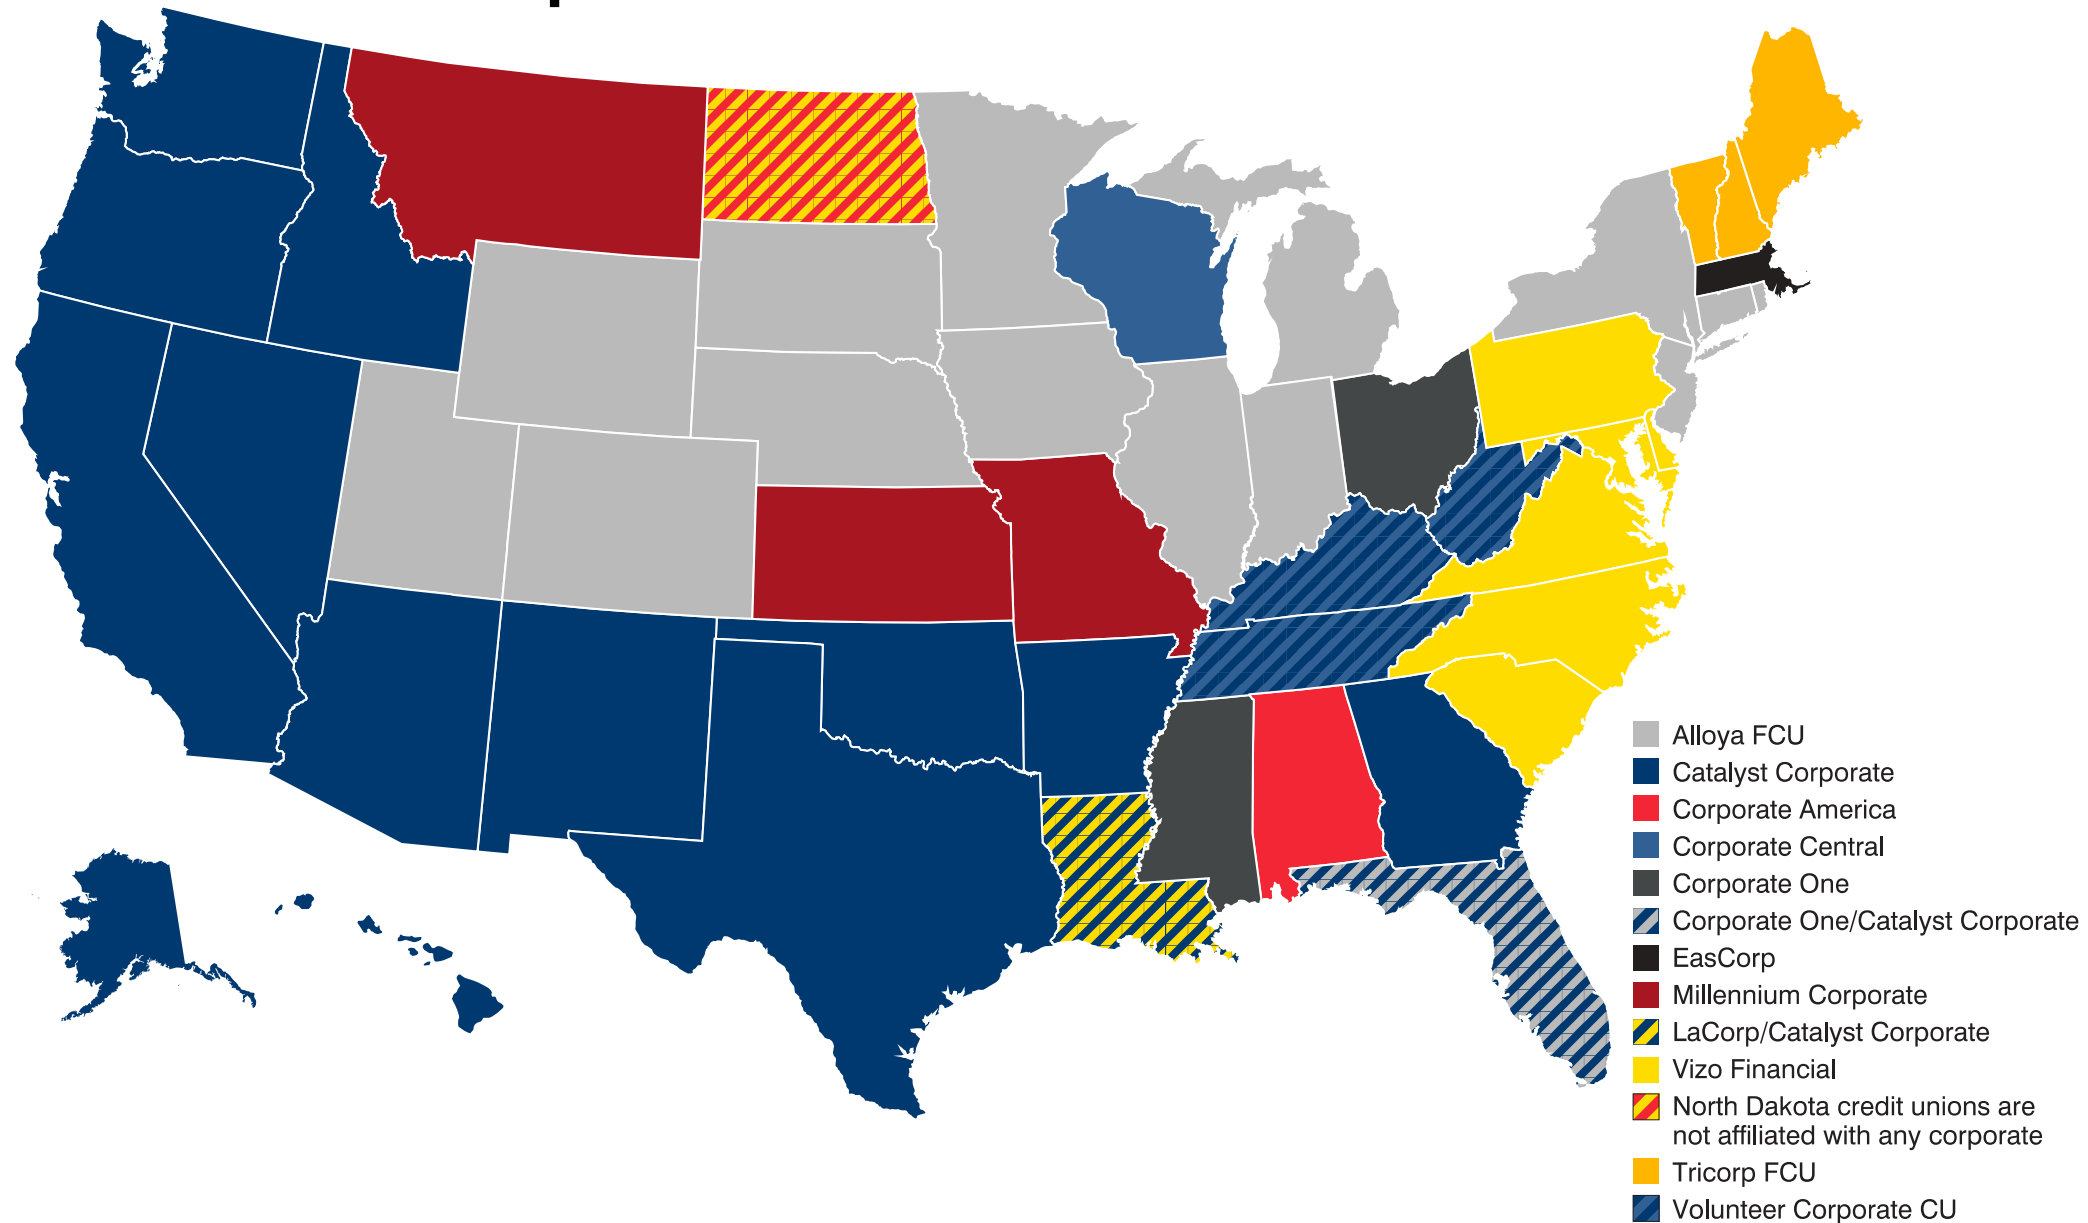 Alloya FCU
Catalyst Corporate
Corporate America
Corporate Central
Corporate One
Corporate One/Catalyst Corporate
EasCorp
Millennium Corporate
LaCorp/Catalyst Corporate
Vizo Financial
North Dakota credit unions are
not affiliated with any corporate
Tricorp FCU
Volunteer Corporate CU